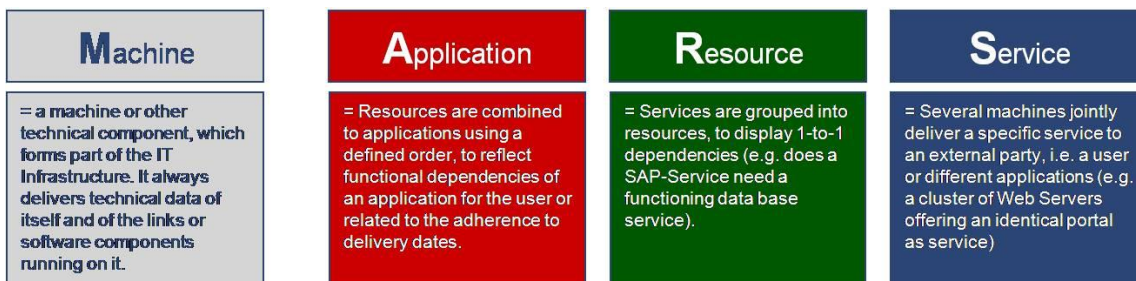 Machine
= a machine or other
technical component, which
forms part of the IT
Infrastructure. It always
delivers technical data of
itself and of the links or
software components
running on it.
Application
= Resources are combined
to applications using a
defined order, to reflect
functional dependencies of
an application for the user or
related to the adherence to
delivery dates.
Resource
= Services are grouped into
resources, to display 1-to-1
dependencies (e.g. does a
SAP-Service need a
functioning data base
service).
Service
= Several machines jointly
deliver a specific service to
an external party, i.e. a user
or different applications (e.g.
a cluster of Web Servers
offering an identical portal
as service)